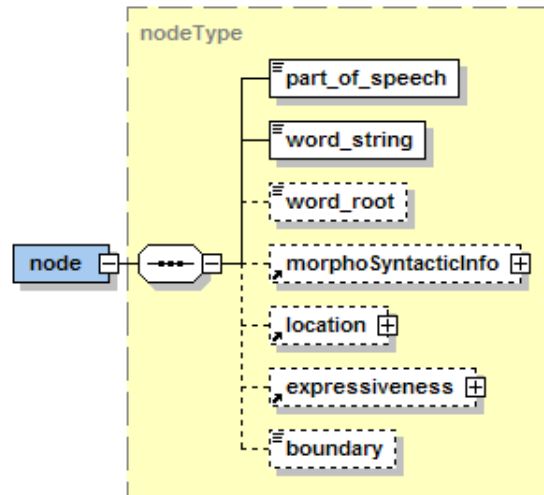 nodeType
part_of_speech
word_string
word_root
node
morphoSyntacticInfo
location
expressiveness
boundary